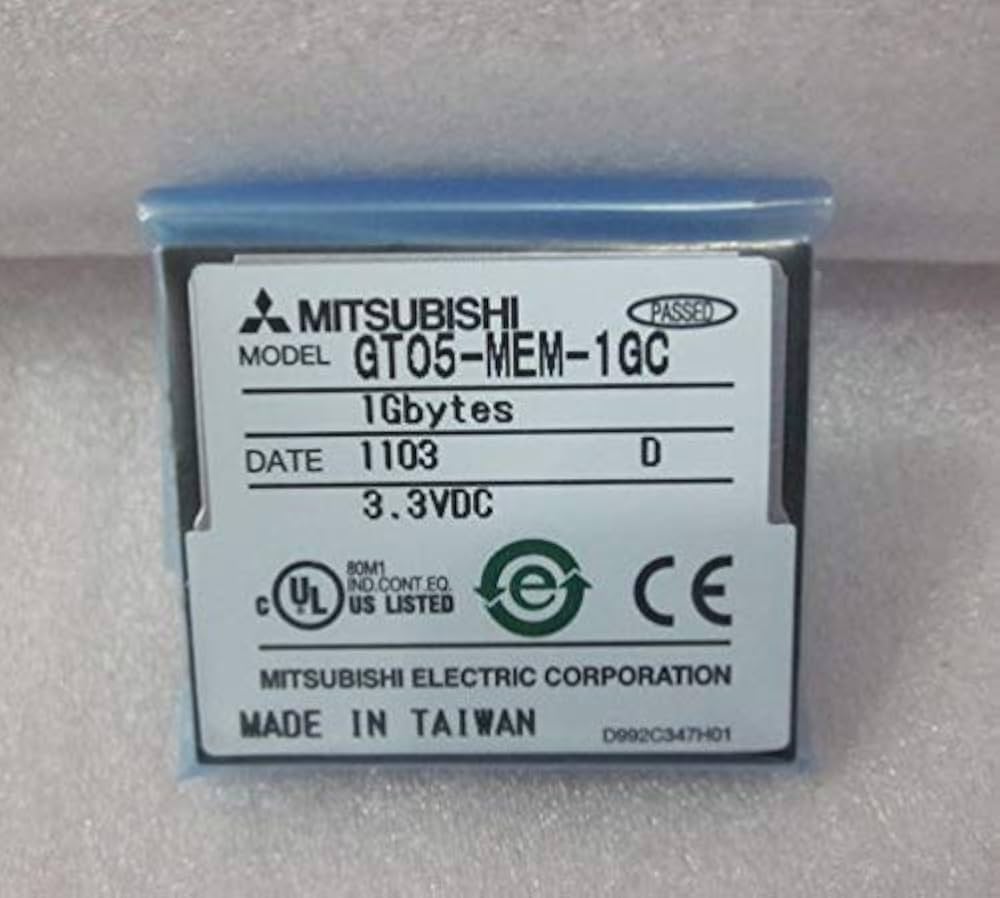 MITSUBISHI PASSED
MODEL GT05-MEM-1GC
1Gbytes
DATE 1103 D
3.3VDC
c UL 80M1
IND.CONT.EQ.
US LISTED
e
CE
MITSUBISHI ELECTRIC CORPORATION
MADE IN TAIWAN D992C347H01